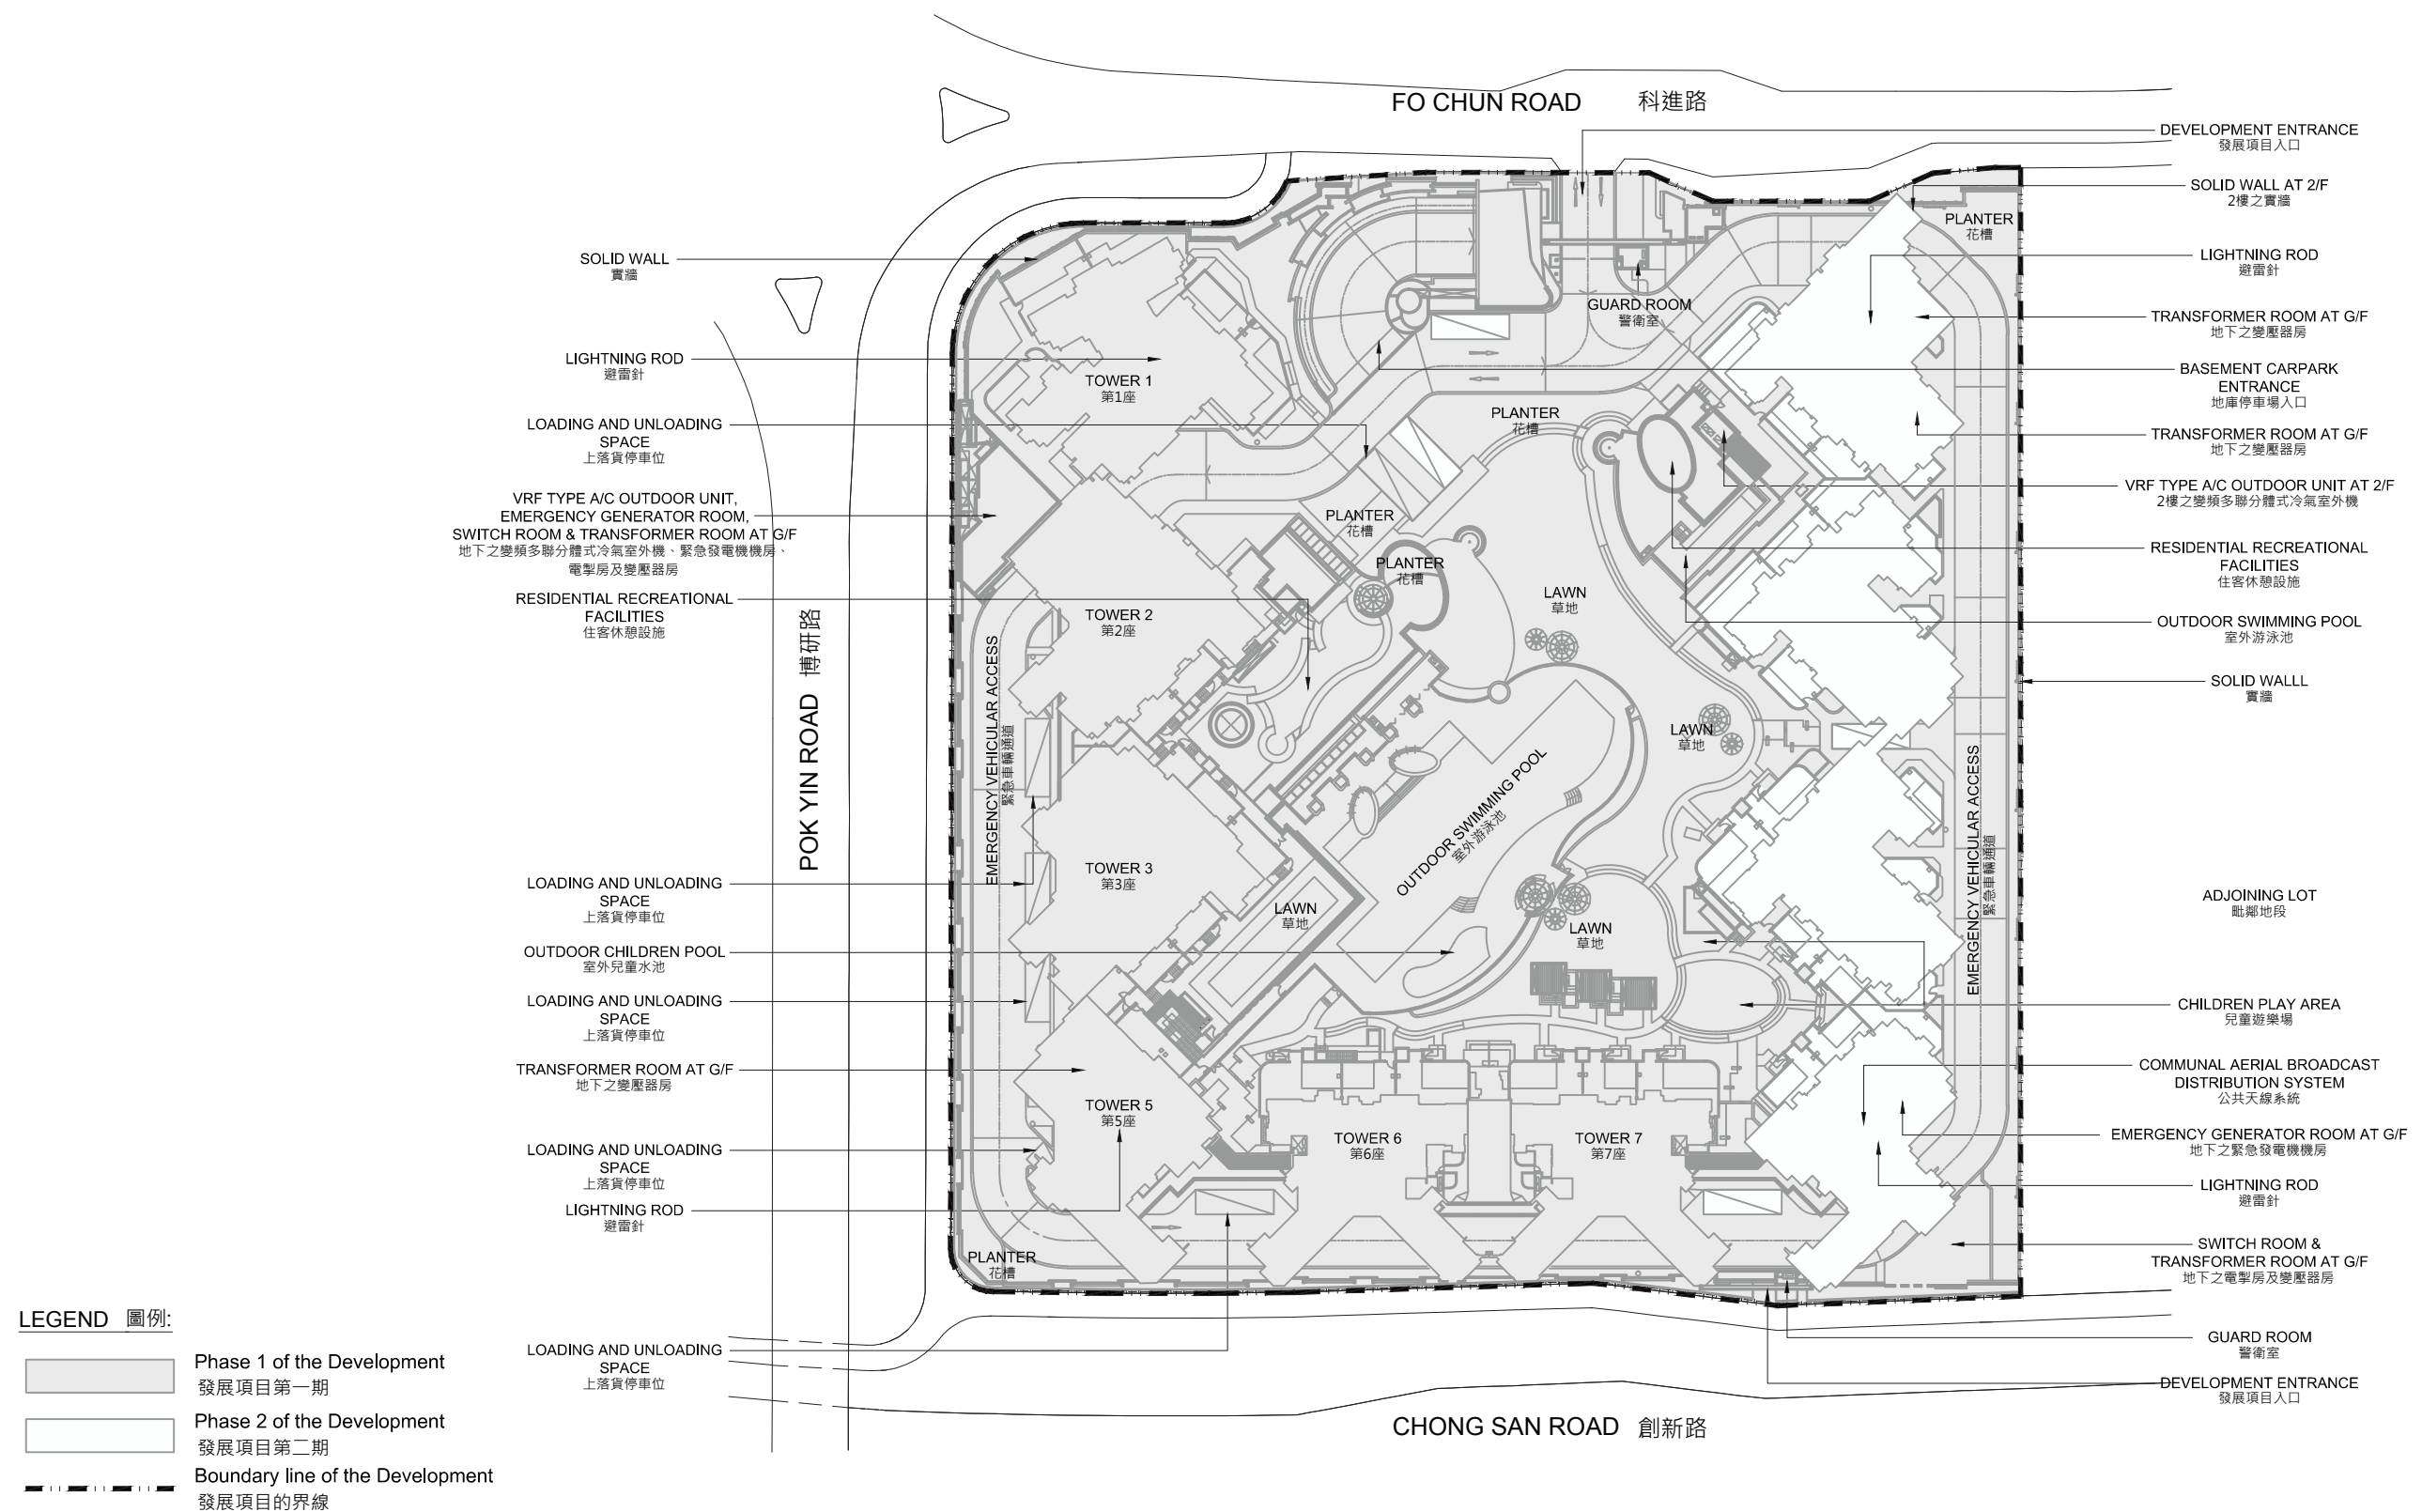 FO CHUN ROAD 科進路
DEVELOPMENT ENTRANCE
發展項目入口
SOLID WALL AT 2/F
2樓之實牆
PLANTER
花槽
LIGHTNING ROD
避雷針
TRANSFORMER ROOM AT G/F
地下之變壓器房
BASEMENT CARPARK
ENTRANCE
地庫停車場入口
TRANSFORMER ROOM AT G/F
地下之變壓器房
VRF TYPE A/C OUTDOOR UNIT AT 2/F
2樓之變頻多聯分體式冷氣室外機
RESIDENTIAL RECREATIONAL
FACILITIES
住客休憩設施
OUTDOOR SWIMMING POOL
室外游泳池
SOLID WALLL
實牆
ADJOINING LOT
毗鄰地段
CHILDREN PLAY AREA
兒童遊樂場
COMMUNAL AERIAL BROADCAST
DISTRIBUTION SYSTEM
公共天線系統
EMERGENCY GENERATOR ROOM AT G/F
地下之緊急發電機機房
LIGHTNING ROD
避雷針
SWITCH ROOM &
TRANSFORMER ROOM AT G/F
地下之電掣房及變壓器房
GUARD ROOM
警衛室
DEVELOPMENT ENTRANCE
發展項目入口
SOLID WALL
實牆
LIGHTNING ROD
避雷針
LOADING AND UNLOADING
SPACE
上落貨停車位
VRF TYPE A/C OUTDOOR UNIT,
EMERGENCY GENERATOR ROOM,
SWITCH ROOM & TRANSFORMER ROOM AT G/F
地下之變頻多聯分體式冷氣室外機、緊急發電機機房、
電掣房及變壓器房
RESIDENTIAL RECREATIONAL
FACILITIES
住客休憩設施
LOADING AND UNLOADING
SPACE
上落貨停車位
OUTDOOR CHILDREN POOL
室外兒童水池
LOADING AND UNLOADING
SPACE
上落貨停車位
TRANSFORMER ROOM AT G/F
地下之變壓器房
LOADING AND UNLOADING
SPACE
上落貨停車位
LIGHTNING ROD
避雷針
LOADING AND UNLOADING
SPACE
上落貨停車位
POK YIN ROAD 博研路
GUARD ROOM
警衛室
TOWER 1
第1座
PLANTER
花槽
PLANTER
花槽
PLANTER
花槽
LAWN
草地
TOWER 2
第2座
EMERGENCY VEHICULAR ACCESS
緊急車輛通道
LAWN
草地
OUTDOOR SWIMMING POOL
室外游泳池
EMERGENCY VEHICULAR ACCESS
緊急車輛通道
TOWER 3
第3座
LAWN
草地
LAWN
草地
TOWER 5
第5座
TOWER 6
第6座
TOWER 7
第7座
PLANTER
花槽
CHONG SAN ROAD 創新路
LEGEND 圖例:
Phase 1 of the Development
發展項目第一期
Phase 2 of the Development
發展項目第二期
Boundary line of the Development
發展項目的界線